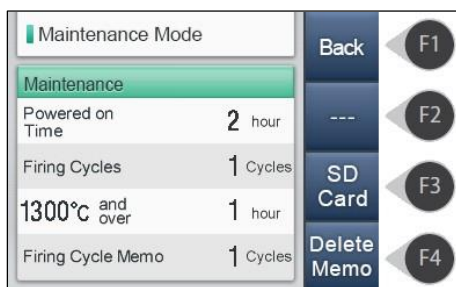 Maintenance Mode
Back
F1
Maintenance
Powered on
Time
2 hour
---
F2
Firing Cycles
1 Cycles
SD
Card
F3
1300°c and
over
1 hour
Firing Cycle Memo
1 Cycles
Delete
Memo
F4